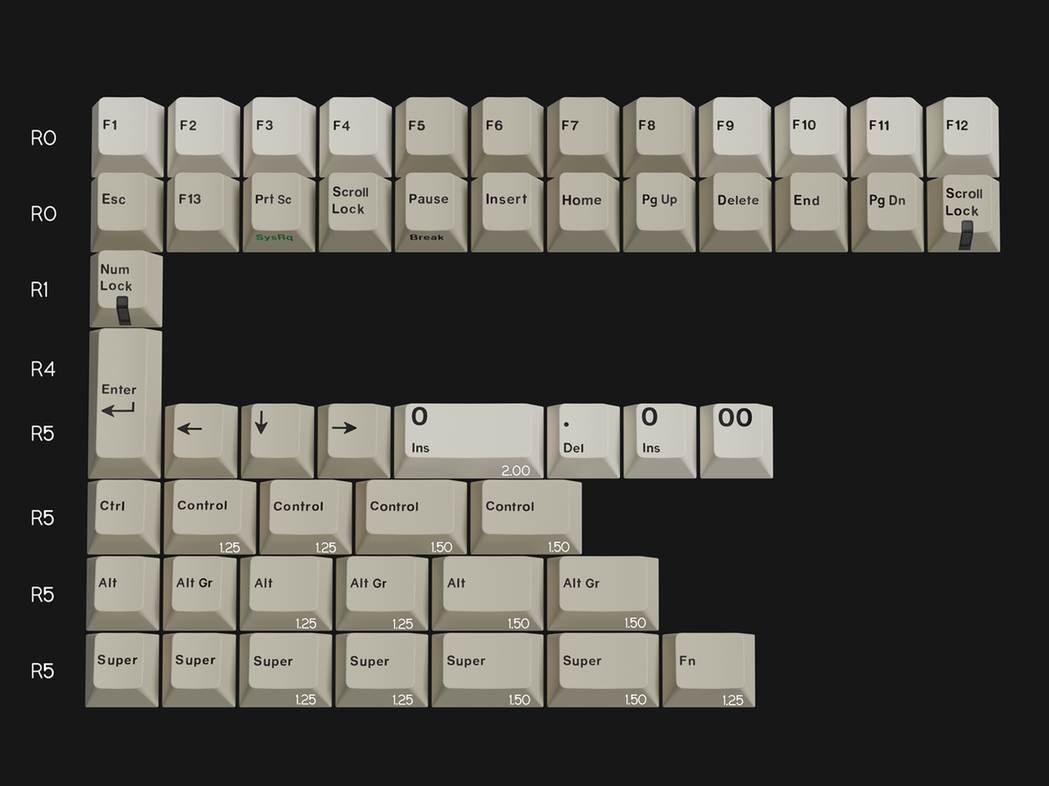 R0 F1 F2 F3 F4 F5 F6 F7 F8 F9 F10 F11 F12
R0 Esc F13 Prt Sc Scroll Lock Pause Insert Home Pg Up Delete End Pg Dn Scroll Lock
SysRq Break
R1 Num Lock
R4 Enter
R5 ← ↓ → 0 Ins . Del 0 Ins 00
2.00
R5 Ctrl Control Control Control Control
1.25 1.25 1.50 1.50
R5 Alt Alt Gr Alt Alt Gr Alt Alt Gr
1.25 1.25 1.50 1.50
R5 Super Super Super Super Super Super Fn
1.25 1.25 1.50 1.50 1.25